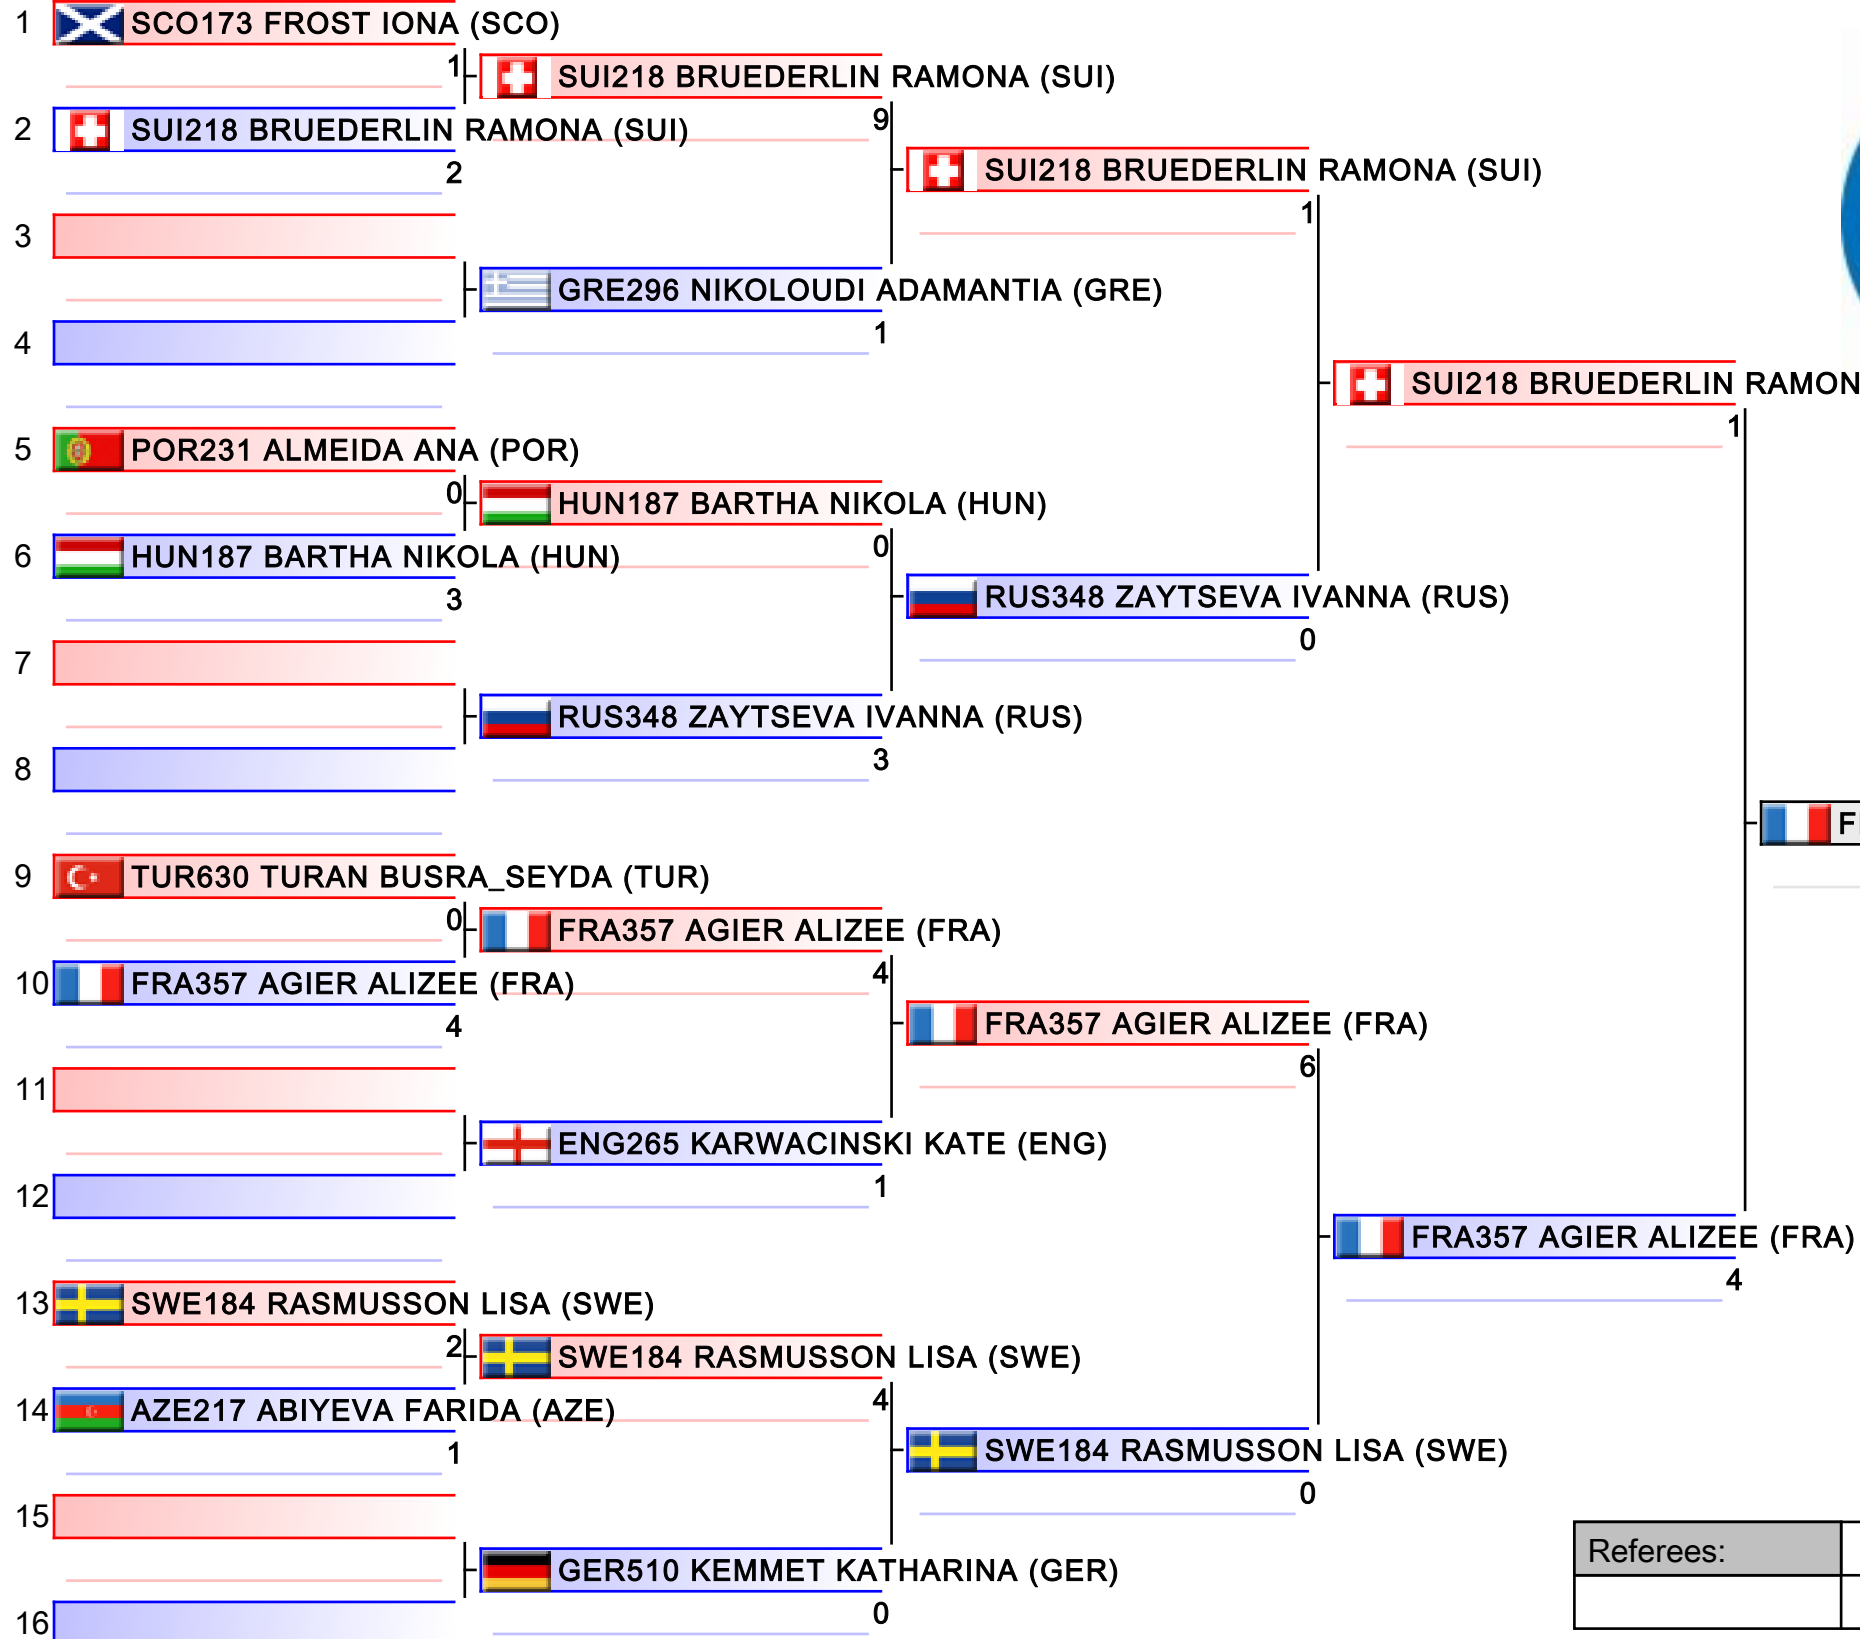 1 SCO173 FROST IONA (SCO)
1 SUI218 BRUEDERLIN RAMONA (SUI)
2 SUI218 BRUEDERLIN RAMONA (SUI) 9
2 SUI218 BRUEDERLIN RAMONA (SUI)
1
3
GRE296 NIKOLOUDI ADAMANTIA (GRE)
4 1
SUI218 BRUEDERLIN RAMON
1
5 POR231 ALMEIDA ANA (POR)
0 HUN187 BARTHA NIKOLA (HUN)
6 HUN187 BARTHA NIKOLA (HUN) 0
3 RUS348 ZAYTSEVA IVANNA (RUS)
0
7
RUS348 ZAYTSEVA IVANNA (RUS)
8 3
F
9 TUR630 TURAN BUSRA_SEYDA (TUR)
0 FRA357 AGIER ALIZEE (FRA)
10 FRA357 AGIER ALIZEE (FRA) 4
4 FRA357 AGIER ALIZEE (FRA)
6
11
ENG265 KARWACINSKI KATE (ENG)
12 1
FRA357 AGIER ALIZEE (FRA)
4
13 SWE184 RASMUSSON LISA (SWE)
2 SWE184 RASMUSSON LISA (SWE)
14 AZE217 ABIYEVA FARIDA (AZE) 4
1 SWE184 RASMUSSON LISA (SWE)
0
15
Referees:
GER510 KEMMET KATHARINA (GER)
16 0